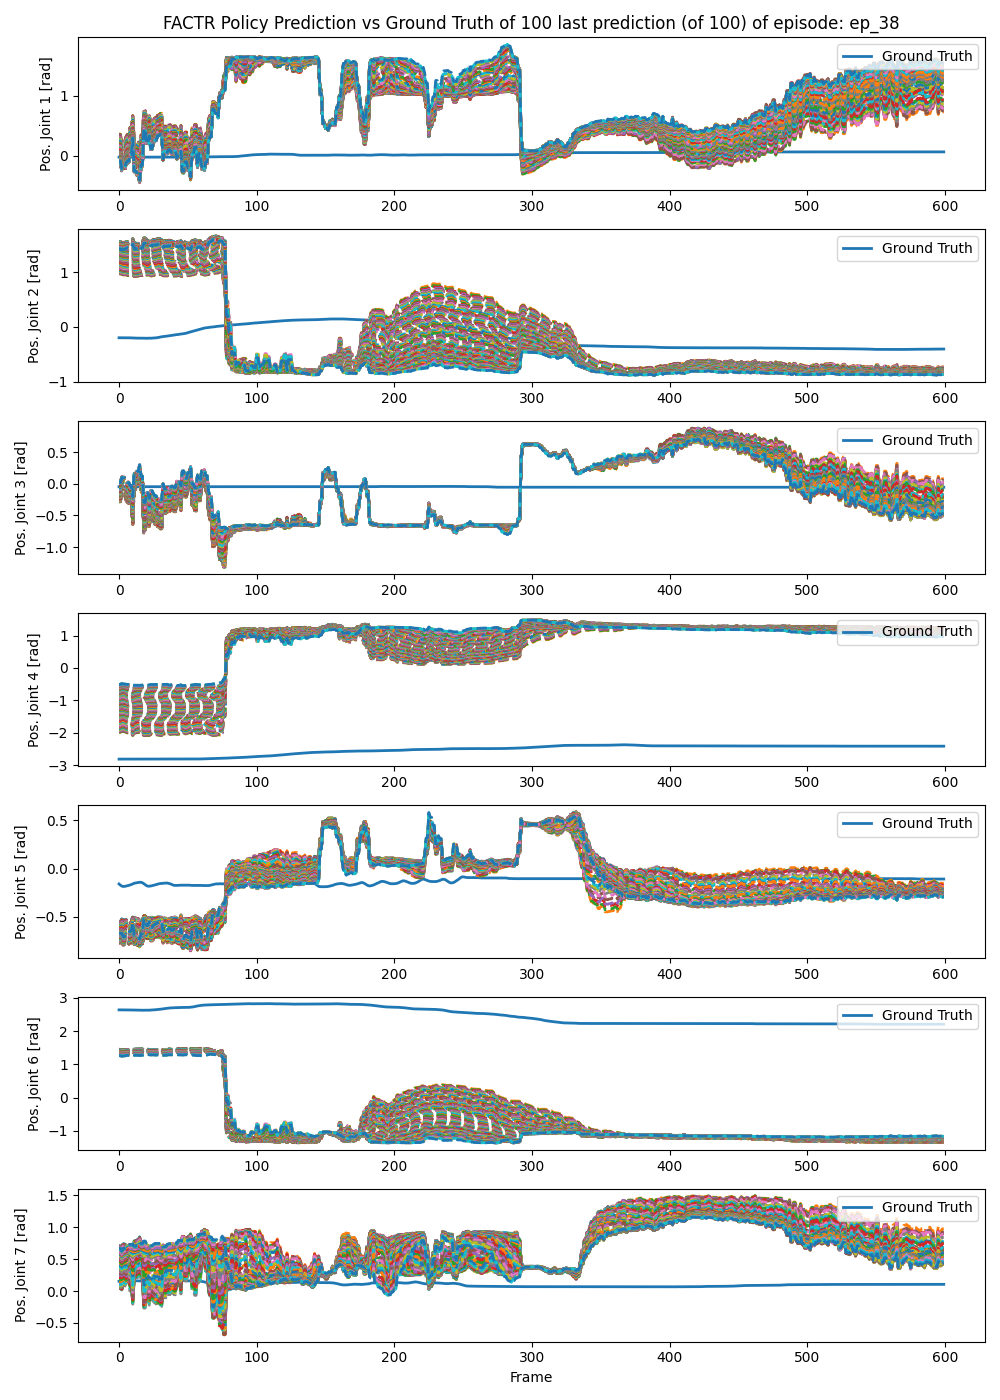 FACTR Policy Prediction vs Ground Truth of 100 last prediction (of 100) of episode: ep_38
Pos. Joint 1 [rad]
1
0
Ground Truth
0 100 200 300 400 500 600
Pos. Joint 2 [rad]
1
0
−1
Ground Truth
0 100 200 300 400 500 600
Pos. Joint 3 [rad]
0.5
0.0
−0.5
−1.0
Ground Truth
0 100 200 300 400 500 600
Pos. Joint 4 [rad]
1
0
−1
−2
−3
Ground Truth
0 100 200 300 400 500 600
Pos. Joint 5 [rad]
0.5
0.0
−0.5
Ground Truth
0 100 200 300 400 500 600
Pos. Joint 6 [rad]
3
2
1
0
−1
Ground Truth
0 100 200 300 400 500 600
Pos. Joint 7 [rad]
1.5
1.0
0.5
0.0
−0.5
Ground Truth
0 100 200 300 400 500 600
Frame